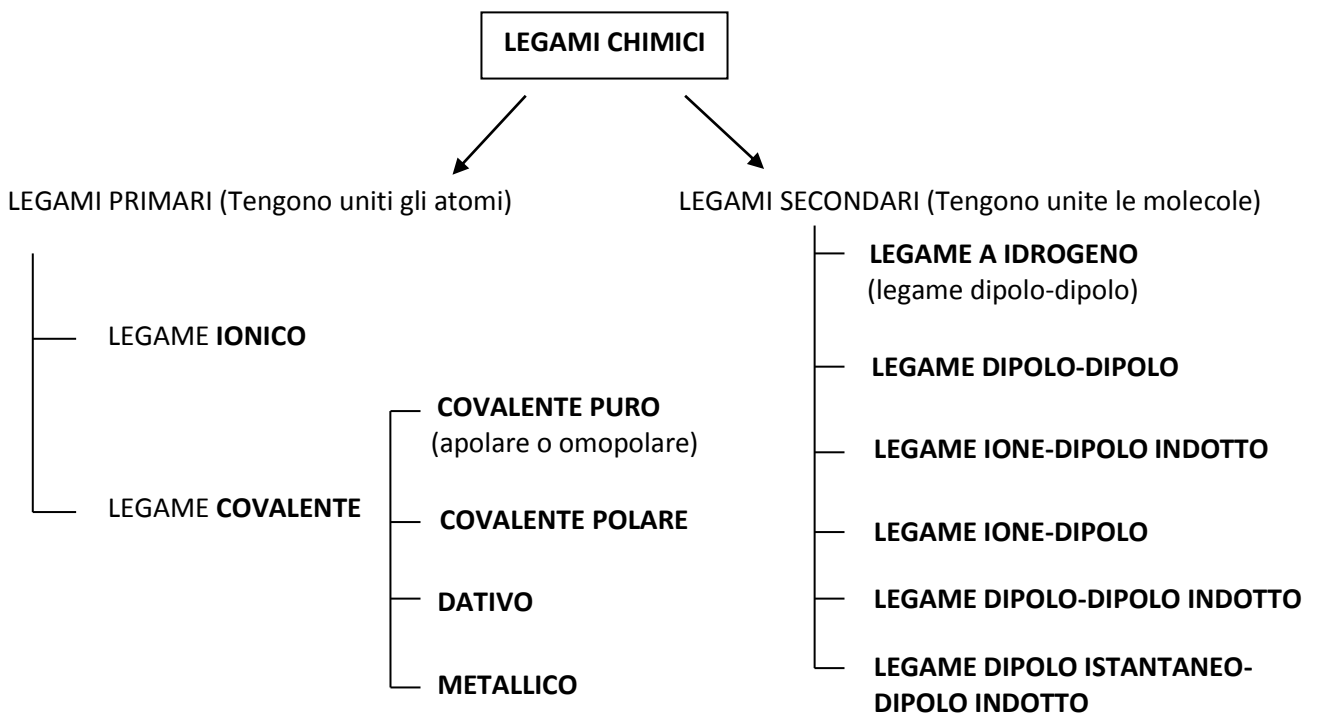 LEGAMI CHIMICI
LEGAMI PRIMARI (Tengono uniti gli atomi)
LEGAME IONICO
LEGAME COVALENTE
COVALENTE PURO
(apolare o omopolare)
COVALENTE POLARE
DATIVO
METALLICO
LEGAMI SECONDARI (Tengono unite le molecole)
LEGAME A IDROGENO
(legame dipolo-dipolo)
LEGAME DIPOLO-DIPOLO
LEGAME IONE-DIPOLO INDOTTO
LEGAME IONE-DIPOLO
LEGAME DIPOLO-DIPOLO INDOTTO
LEGAME DIPOLO ISTANTANEO-
DIPOLO INDOTTO